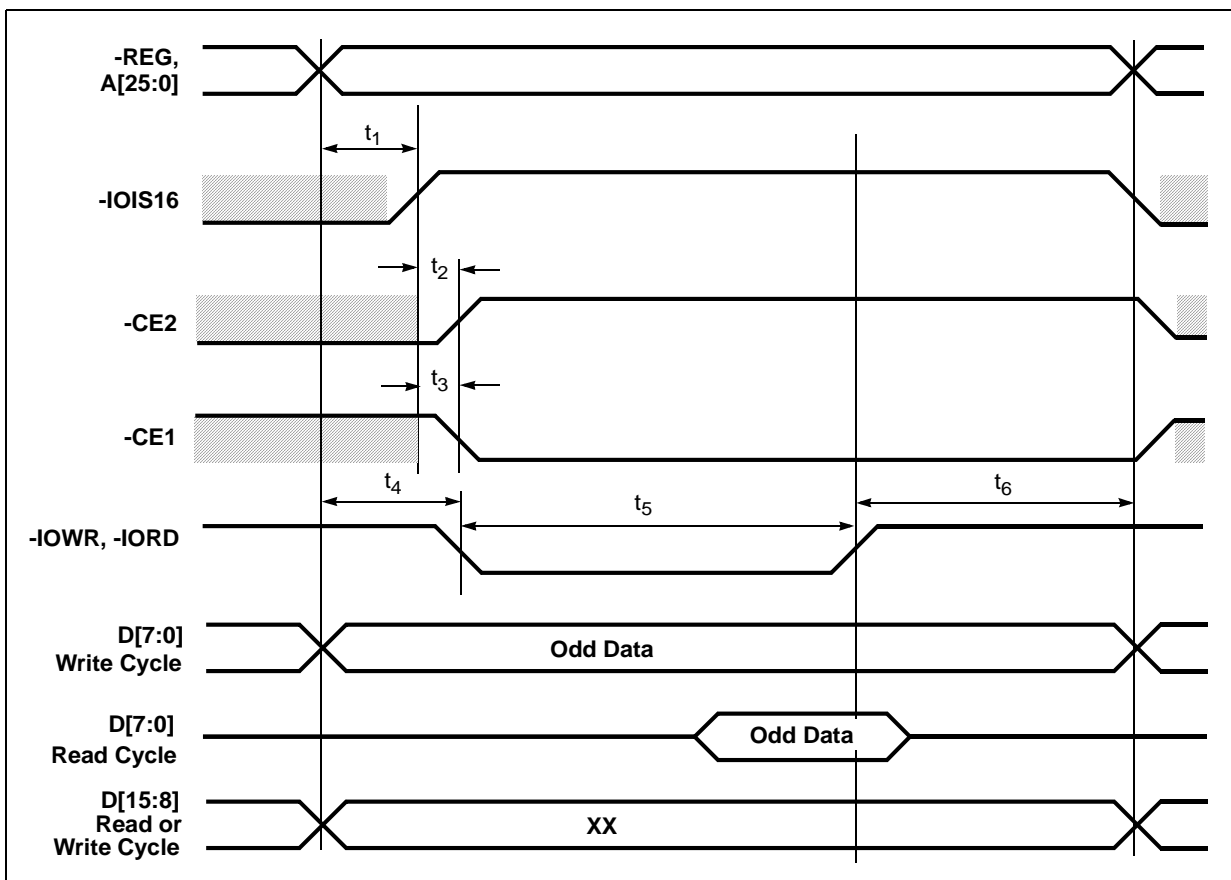 -REG,
A[25:0]
t1
-IOIS16
t2
-CE2
t3
-CE1
t4
t5
t6
-IOWR, -IORD
D[7:0]
Write Cycle
Odd Data
D[7:0]
Read Cycle
Odd Data
D[15:8]
Read or
Write Cycle
XX